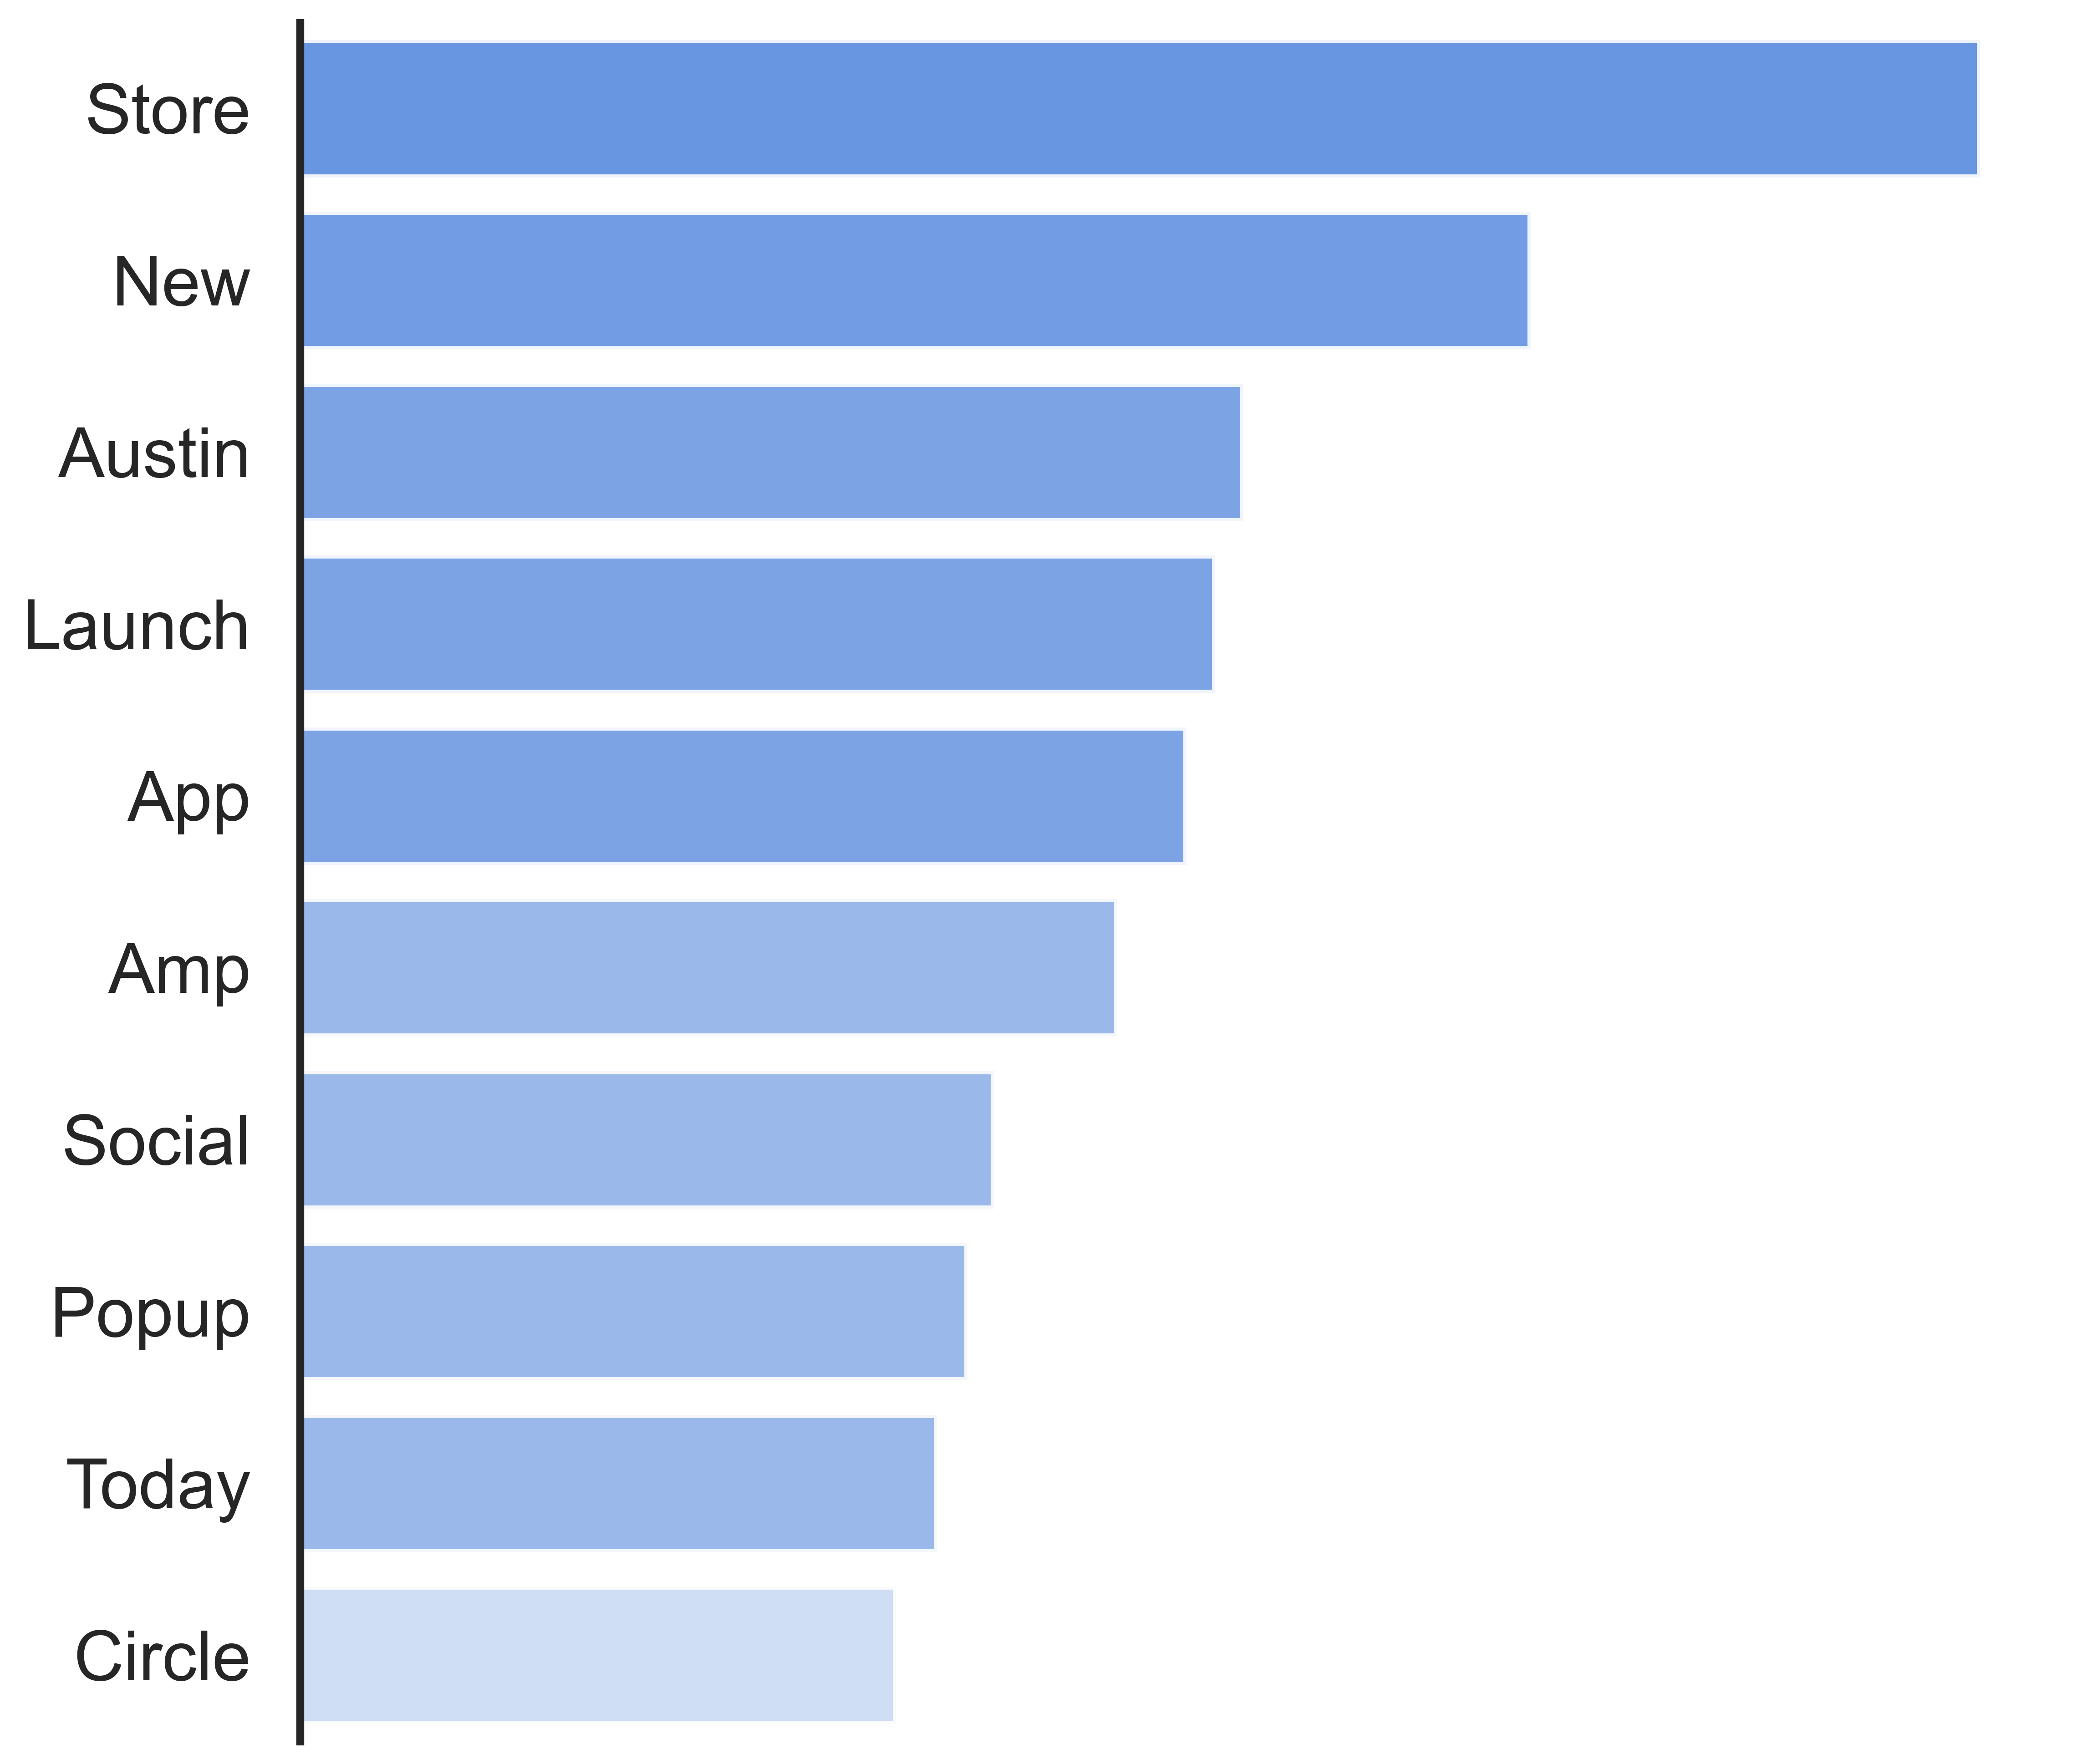 Store
New
Austin
Launch
App
Amp
Social
Popup
Today
Circle